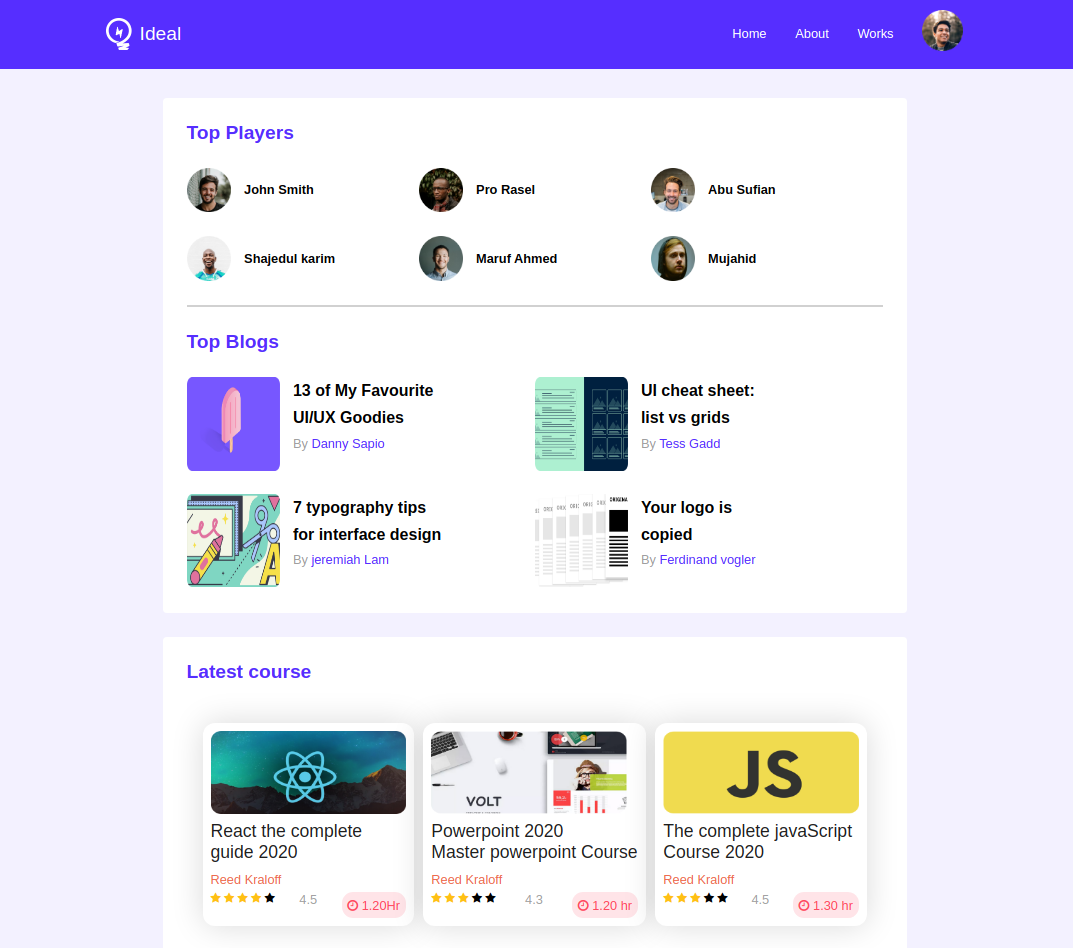 Ideal
Home
About
Works
Top Players
John Smith
Pro Rasel
Abu Sufian
Shajedul karim
Maruf Ahmed
Mujahid
Top Blogs
13 of My Favourite
UI/UX Goodies
By Danny Sapio
UI cheat sheet:
list vs grids
By Tess Gadd
7 typography tips
for interface design
By jeremiah Lam
ORIGINA
Your logo is
copied
By Ferdinand vogler
Latest course
React the complete
guide 2020
Reed Kraloff
4.5
1.20Hr
VOLT
Powerpoint 2020
Master powerpoint Course
Reed Kraloff
4.3
1.20 hr
JS
The complete javaScript
Course 2020
Reed Kraloff
4.5
1.30 hr